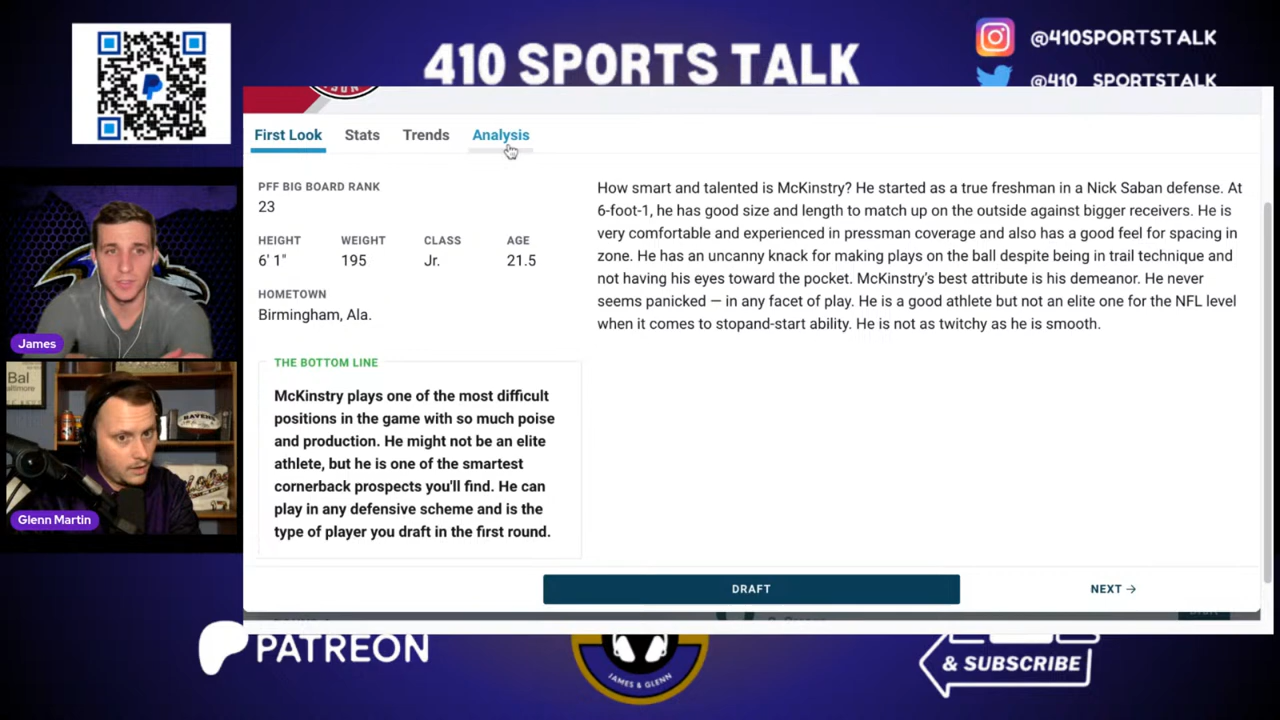 410 SPORTS TALK
@410SPORTSTALK
@410_SPORTSTALK
First Look
Stats
Trends
Analysis
PFF BIG BOARD RANK
23
HEIGHT
WEIGHT
CLASS
AGE
6' 1"
195
Jr.
21.5
HOMETOWN
Birmingham, Ala.
THE BOTTOM LINE
McKinstry plays one of the most difficult
positions in the game with so much poise
and production. He might not be an elite
athlete, but he is one of the smartest
cornerback prospects you'll find. He can
play in any defensive scheme and is the
type of player you draft in the first round.
How smart and talented is McKinstry? He started as a true freshman in a Nick Saban defense. At
6-foot-1, he has good size and length to match up on the outside against bigger receivers. He is
very comfortable and experienced in pressman coverage and also has a good feel for spacing in
zone. He has an uncanny knack for making plays on the ball despite being in trail technique and
not having his eyes toward the pocket. McKinstry's best attribute is his demeanor. He never
seems panicked — in any facet of play. He is a good athlete but not an elite one for the NFL level
when it comes to stopand-start ability. He is not as twitchy as he is smooth.
DRAFT
NEXT →
James
Bal
altimore
RAVENS
Glenn Martin
PATREON
JAMES & GLENN
& SUBSCRIBE